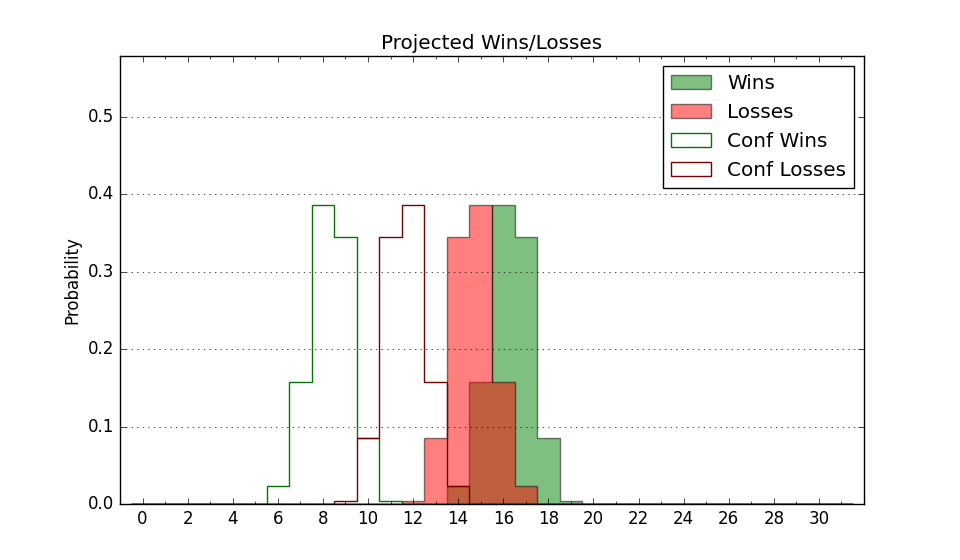 Projected Wins/Losses
Wins
Losses
Conf Wins
Conf Losses
Probability
0.5
0.4
0.3
0.2
0.1
0.0
0 2 4 6 8 10 12 14 16 18 20 22 24 26 28 30